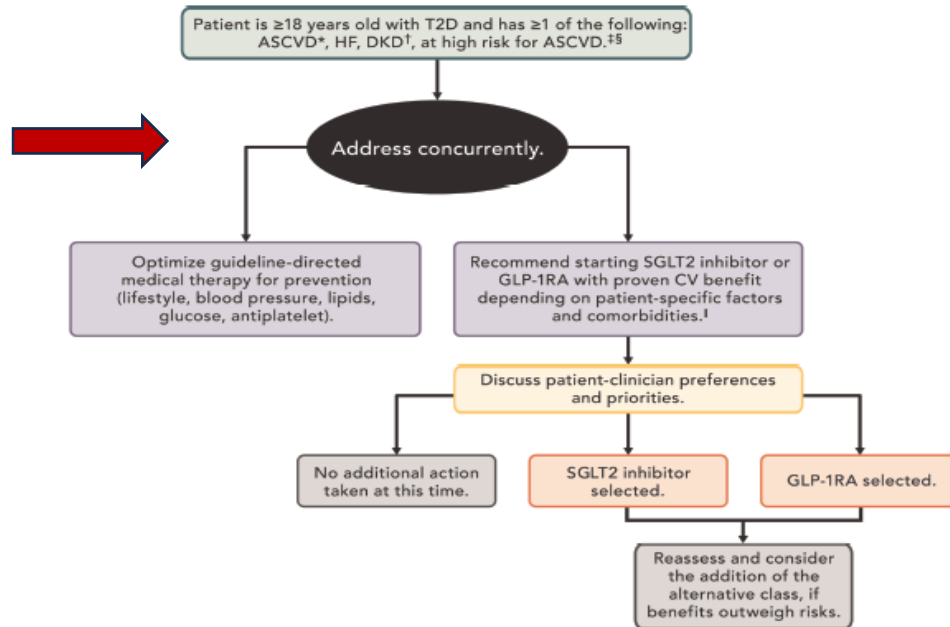 Patient is ≥18 years old with T2D and has ≥1 of the following:
ASCVD*, HF, DKD†, at high risk for ASCVD.‡§
Address concurrently.
Optimize guideline-directed
medical therapy for prevention
(lifestyle, blood pressure, lipids,
glucose, antiplatelet).
Recommend starting SGLT2 inhibitor or
GLP-1RA with proven CV benefit
depending on patient-specific factors
and comorbidities.‖
Discuss patient-clinician preferences
and priorities.
No additional action
taken at this time.
SGLT2 inhibitor
selected.
GLP-1RA selected.
Reassess and consider
the addition of the
alternative class, if
benefits outweigh risks.